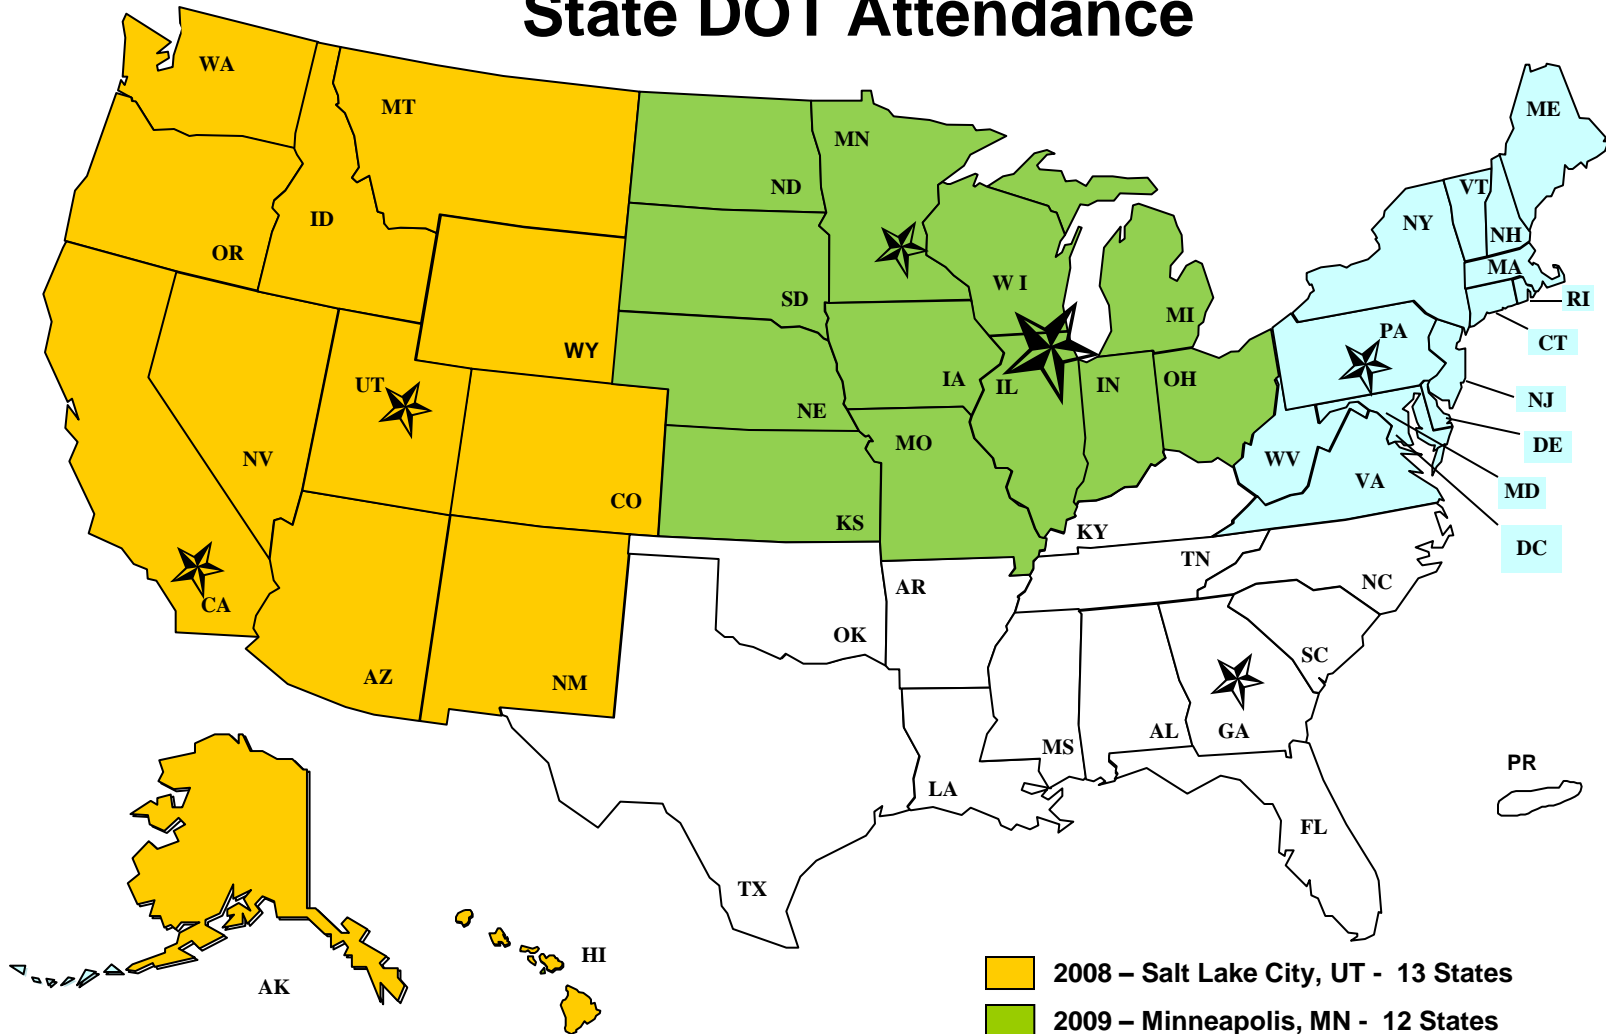 State DOT Attendance
WA
MT
ME
MN
ND
VT
ID
NY
NH
OR
MA
W I
SD
RI
MI
PA
CT
WY
UT
IA
IL
IN
OH
NJ
NE
MO
DE
NV
WV
VA
MD
CO
KS
KY
DC
TN
AR
NC
CA
OK
SC
AZ
NM
MS
AL
GA
PR
LA
FL
TX
HI
AK
2008 – Salt Lake City, UT - 13 States
2009 – Minneapolis, MN - 12 States